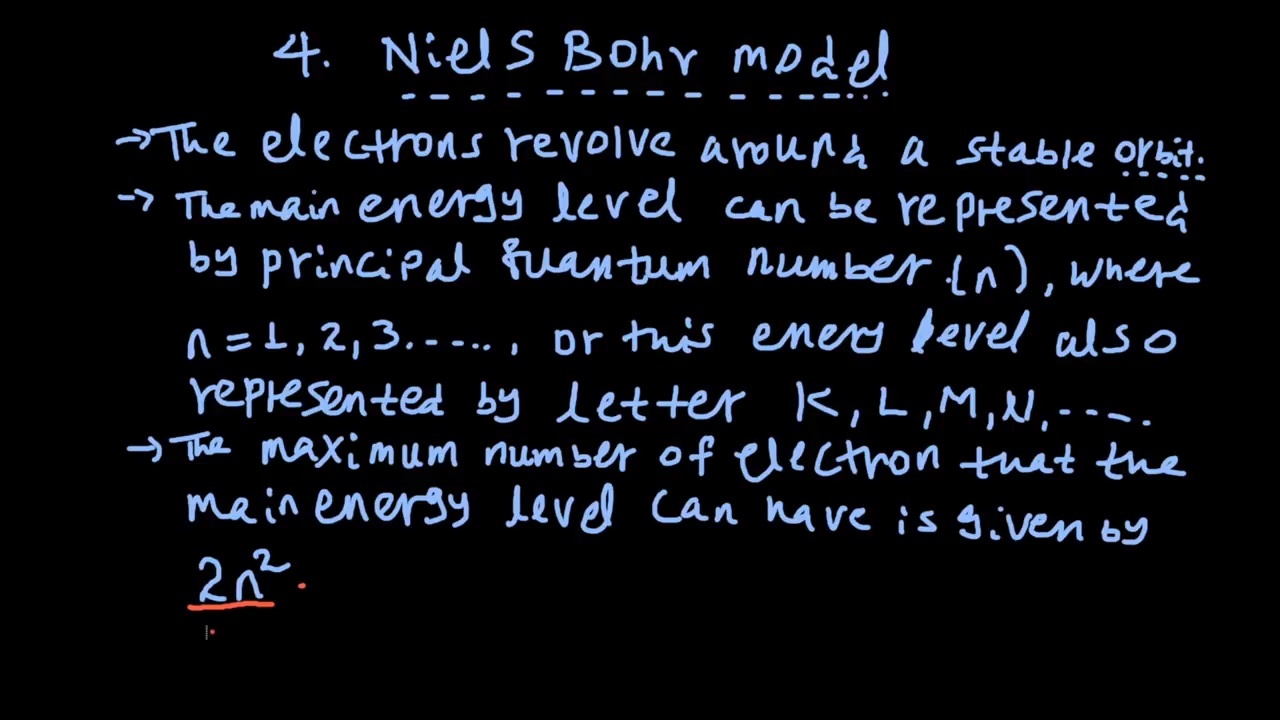 4. Niels Bohr model
→ The electrons revolve around a stable orbit.
→ The main energy level can be represented
by principal quantum number (n), where
n = 1, 2, 3. ...., or this energy level also
represented by letter K, L, M, N, .....
→ The maximum number of electron that the
main energy level can have is given by
2n².